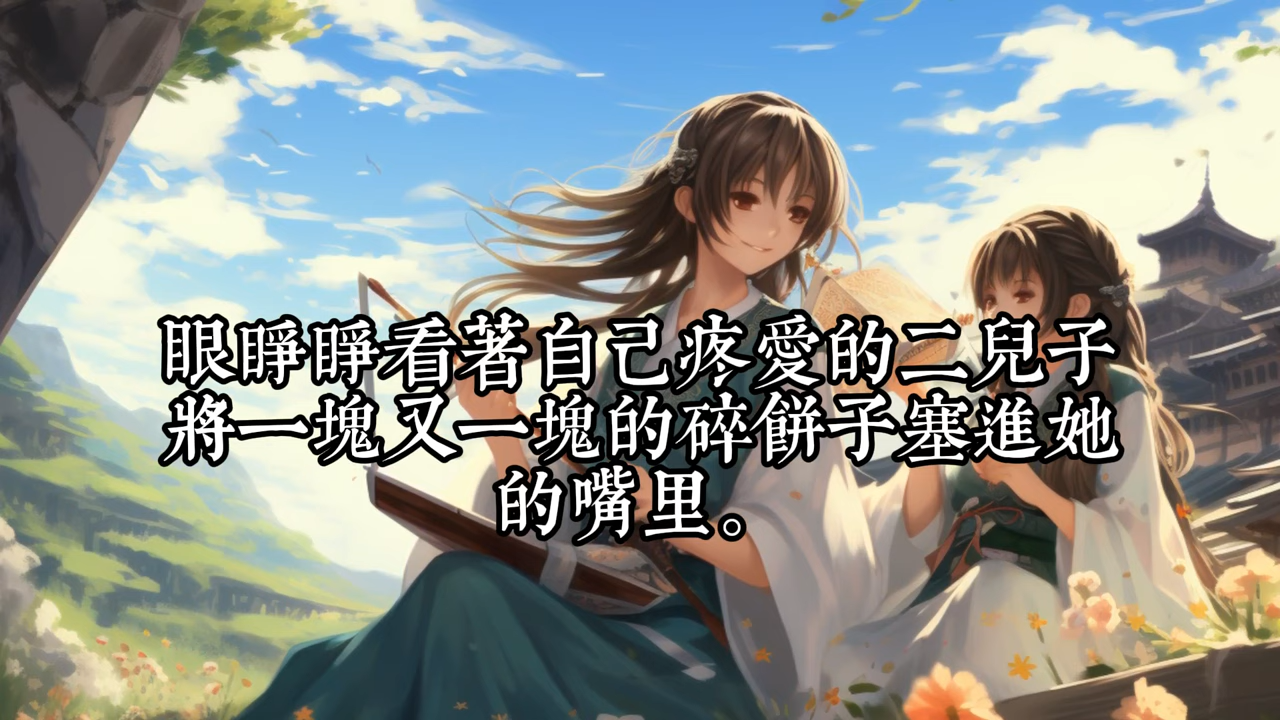 眼睜睜看著自己疼愛的二兒子
將一塊又一塊的碎餅子塞進她
的嘴里。